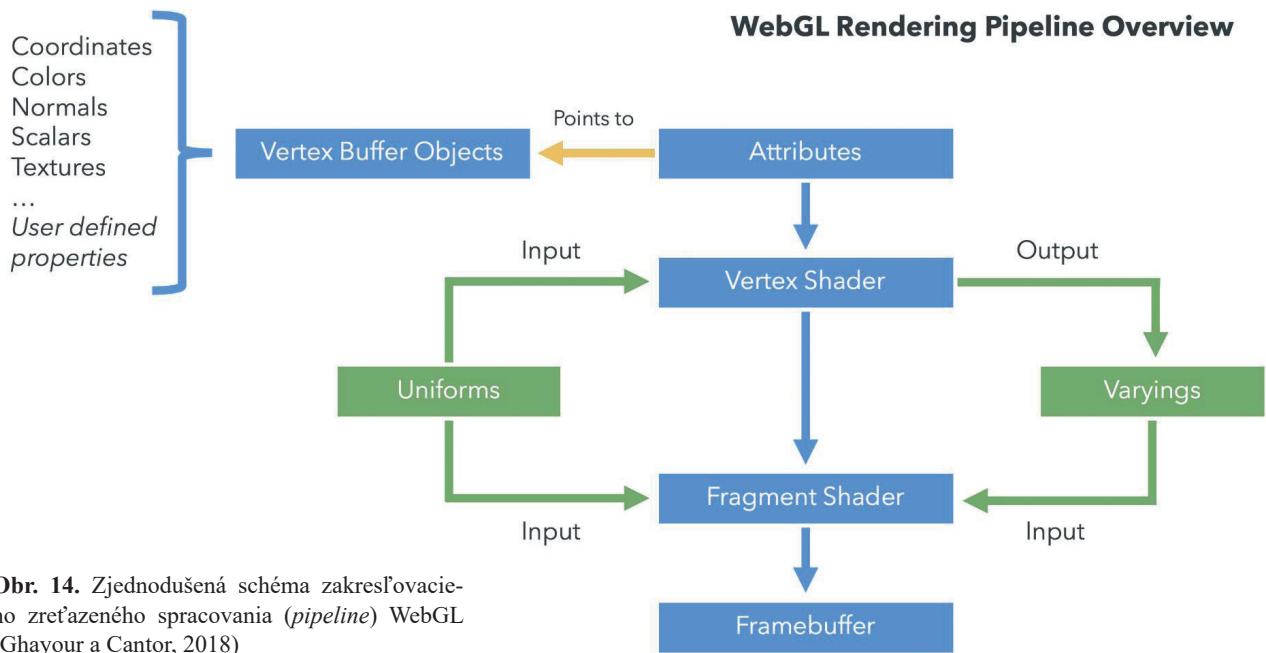 WebGL Rendering Pipeline Overview
Coordinates
Colors
Normals
Scalars
Textures
…
User defined
properties
Vertex Buffer Objects
Points to
Attributes
Input
Vertex Shader
Output
Uniforms
Varyings
Fragment Shader
Input
Input
Framebuffer
Obr. 14. Zjednodušená schéma zakresľovacie-
ho zreťazeného spracovania (pipeline) WebGL
(Ghayour a Cantor, 2018)